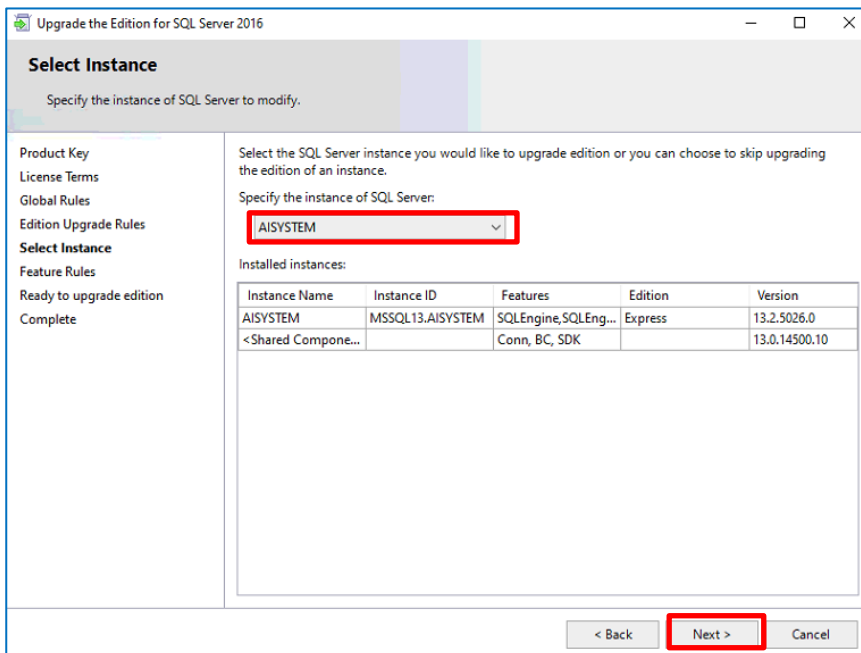 Upgrade the Edition for SQL Server 2016
Select Instance
Specify the instance of SQL Server to modify.
Product Key
License Terms
Global Rules
Edition Upgrade Rules
Select Instance
Feature Rules
Ready to upgrade edition
Complete
Select the SQL Server instance you would like to upgrade edition or you can choose to skip upgrading
the edition of an instance.
Specify the instance of SQL Server:
AISYSTEM
Installed instances:
Instance Name Instance ID Features Edition Version
AISYSTEM MSSQL13.AISYSTEM SQLEngine,SQLEng... Express 13.2.5026.0
<Shared Compone... Conn, BC, SDK 13.0.14500.10
< Back Next > Cancel